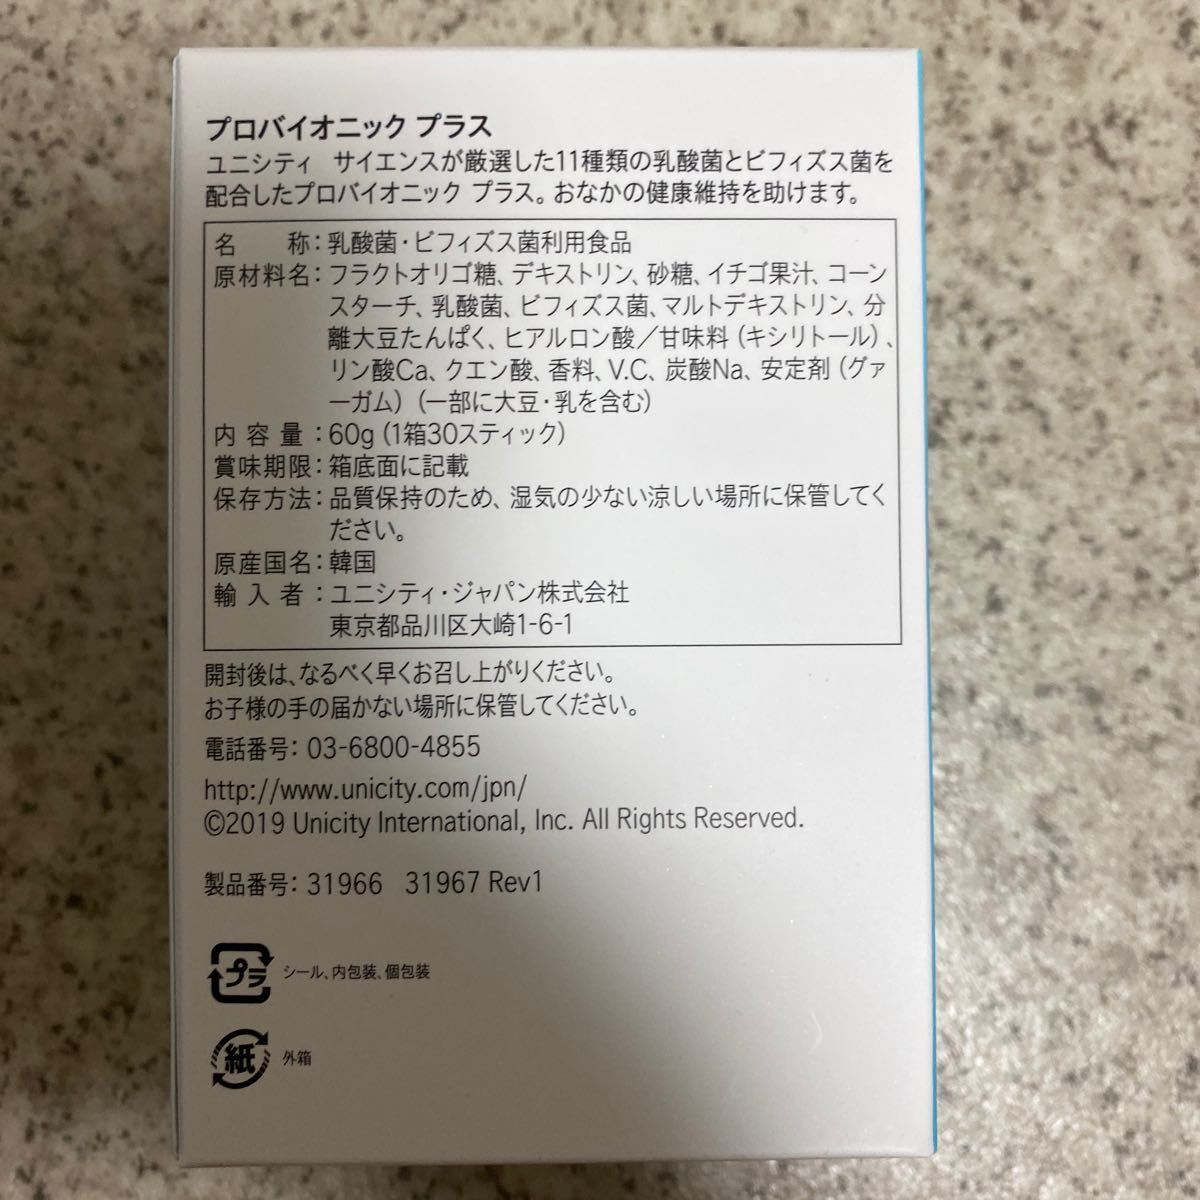 プロバイオニック プラス
ユニシティ サイエンスが厳選した11種類の乳酸菌とビフィズス菌を
配合したプロバイオニック プラス。おなかの健康維持を助けます。
名 称：乳酸菌・ビフィズス菌利用食品
原材料名：フラクトオリゴ糖、デキストリン、砂糖、イチゴ果汁、コーン
スターチ、乳酸菌、ビフィズス菌、マルトデキストリン、分
離大豆たんぱく、ヒアルロン酸／甘味料（キシリトール）、
リン酸Ca、クエン酸、香料、V.C、炭酸Na、安定剤（グァ
ーガム）（一部に大豆・乳を含む）
内 容 量：60g（1箱30スティック）
賞味期限：箱底面に記載
保存方法：品質保持のため、湿気の少ない涼しい場所に保管してく
ださい。
原産国名：韓国
輸 入 者：ユニシティ・ジャパン株式会社
東京都品川区大崎1-6-1
開封後は、なるべく早くお召し上がりください。
お子様の手の届かない場所に保管してください。
電話番号：03-6800-4855
http://www.unicity.com/jpn/
©2019 Unicity International, Inc. All Rights Reserved.
製品番号：31966 31967 Rev1
プラ シール、内包装、個包装
紙 外箱